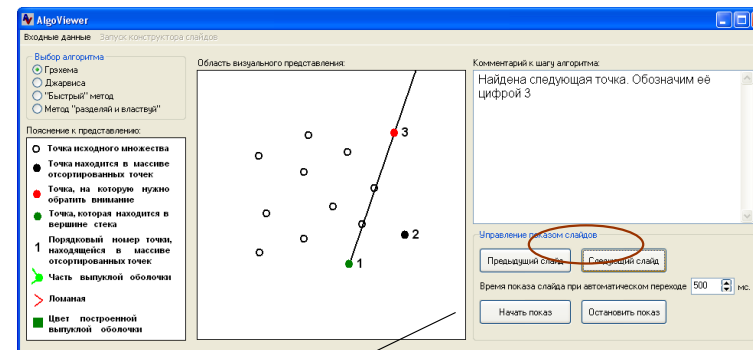 AlgoViewer
Входные данные Запуск конструктора слайдов
Выбор алгоритма
Грэхема
Джарвиса
"Быстрый" метод
Метод "разделяй и властвуй"
Пояснение к представлению:
Точка исходного множества
Точка находится в массиве
отсортированных точек
Точка, на которую нужно
обратить внимание
Точка, которая находится в
вершине стека
1 Порядковый номер точки,
находящейся в массиве
отсортированных точек
Часть выпуклой оболочки
Ломаная
Цвет построенной
выпуклой оболочки
Область визуального представления:
3
2
1
Комментарий к шагу алгоритма:
Найдена следующая точка. Обозначим её
цифрой 3
Управление показом слайдов
Предыдущий слайд Следующий слайд
Время показа слайда при автоматическом переходе 500 мс.
Начать показ Остановить показ